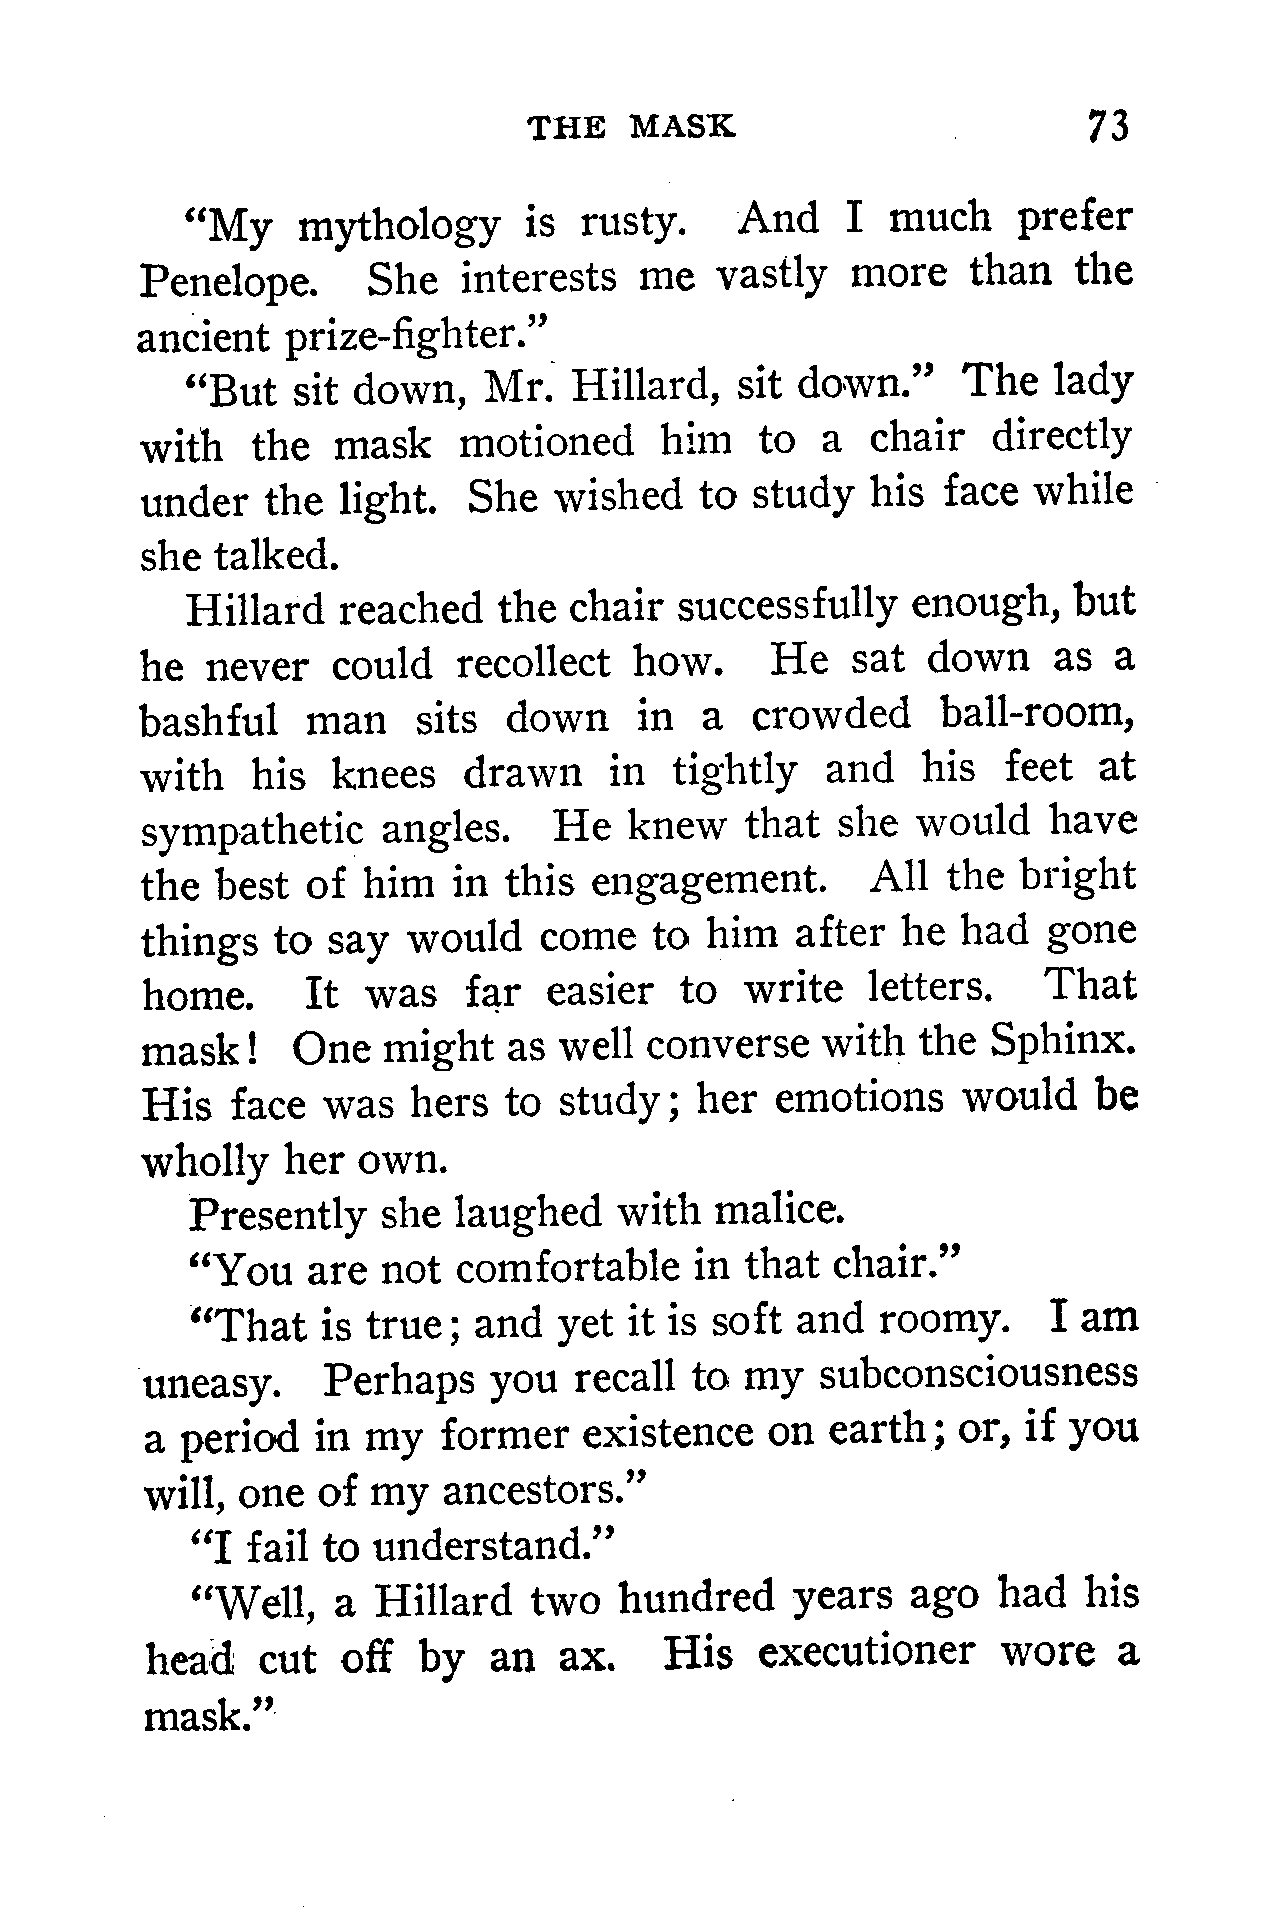 THE MASK 73
“My mythology is rusty. And I much prefer
Penelope. She interests me vastly more than the
ancient prize-fighter.”
“But sit down, Mr. Hillard, sit down.” The lady
with the mask motioned him to a chair directly
under the light. She wished to study his face while
she talked.
Hillard reached the chair successfully enough, but
he never could recollect how. He sat down as a
bashful man sits down in a crowded ball-room,
with his knees drawn in tightly and his feet at
sympathetic angles. He knew that she would have
the best of him in this engagement. All the bright
things to say would come to him after he had gone
home. It was far easier to write letters. That
mask! One might as well converse with the Sphinx.
His face was hers to study; her emotions would be
wholly her own.
Presently she laughed with malice.
“You are not comfortable in that chair.”
“That is true; and yet it is soft and roomy. I am
uneasy. Perhaps you recall to my subconsciousness
a period in my former existence on earth; or, if you
will, one of my ancestors.”
“I fail to understand.”
“Well, a Hillard two hundred years ago had his
head cut off by an ax. His executioner wore a
mask.”